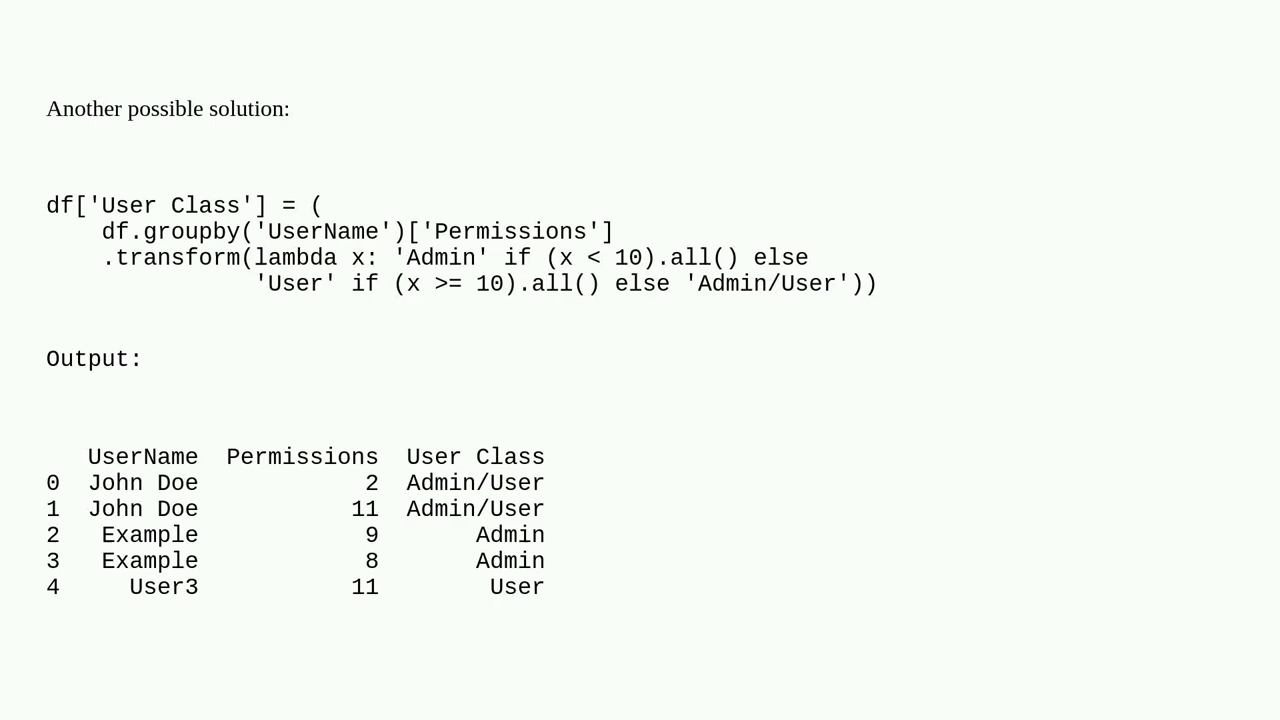 Another possible solution:
df['User Class'] = (
    df.groupby('UserName')['Permissions']
    .transform(lambda x: 'Admin' if (x < 10).all() else
               'User' if (x >= 10).all() else 'Admin/User'))
Output:
   UserName  Permissions  User Class
0  John Doe            2  Admin/User
1  John Doe           11  Admin/User
2   Example            9       Admin
3   Example            8       Admin
4     User3           11        User